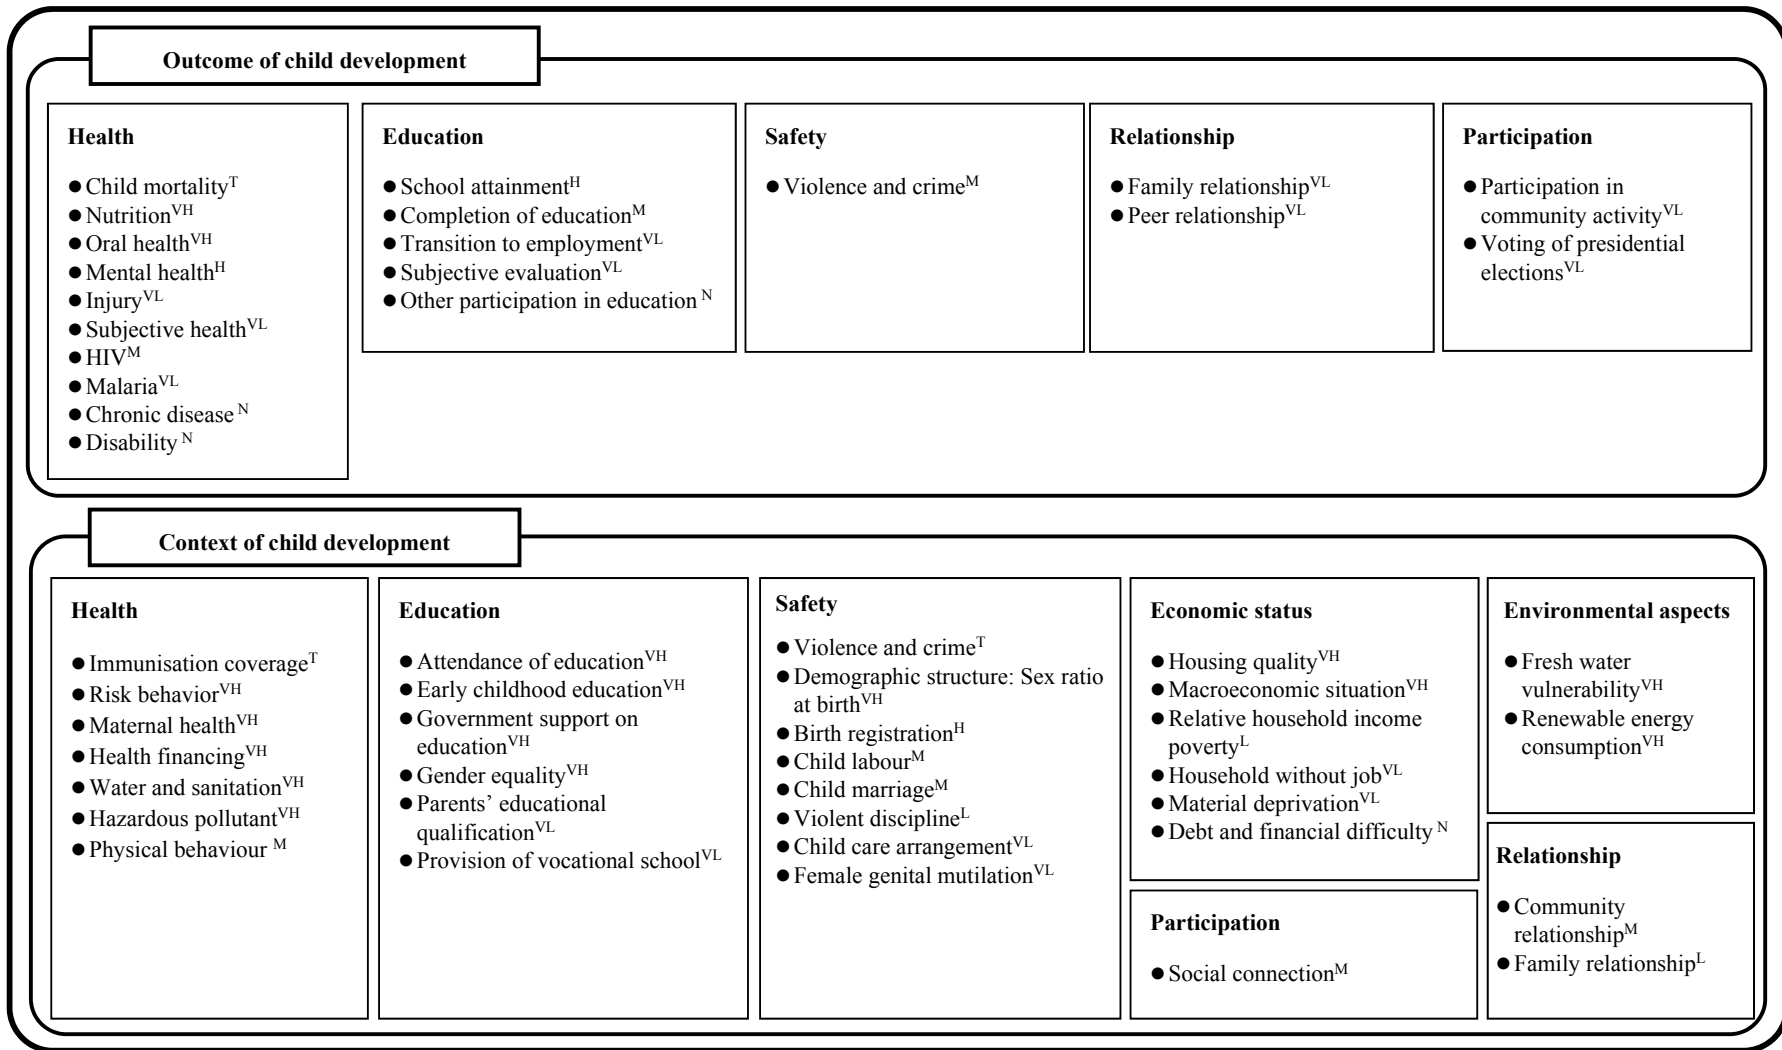 Outcome of child development
Health
● Child mortality^T
● Nutrition^VH
● Oral health^VH
● Mental health^H
● Injury^VL
● Subjective health^VL
● HIV^M
● Malaria^VL
● Chronic disease ^N
● Disability ^N
Education
● School attainment^H
● Completion of education^M
● Transition to employment^VL
● Subjective evaluation^VL
● Other participation in education ^N
Safety
● Violence and crime^M
Relationship
● Family relationship^VL
● Peer relationship^VL
Participation
● Participation in
community activity^VL
● Voting of presidential
elections^VL
Context of child development
Health
● Immunisation coverage^T
● Risk behavior^VH
● Maternal health^VH
● Health financing^VH
● Water and sanitation^VH
● Hazardous pollutant^VH
● Physical behaviour ^M
Education
● Attendance of education^VH
● Early childhood education^VH
● Government support on
education^VH
● Gender equality^VH
● Parents’ educational
qualification^VL
● Provision of vocational school^VL
Safety
● Violence and crime^T
● Demographic structure: Sex ratio
at birth^VH
● Birth registration^H
● Child labour^M
● Child marriage^M
● Violent discipline^L
● Child care arrangement^VL
● Female genital mutilation^VL
Economic status
● Housing quality^VH
● Macroeconomic situation^VH
● Relative household income
poverty^L
● Household without job^VL
● Material deprivation^VL
● Debt and financial difficulty ^N
Participation
● Social connection^M
Environmental aspects
● Fresh water
vulnerability^VH
● Renewable energy
consumption^VH
Relationship
● Community
relationship^M
● Family relationship^L